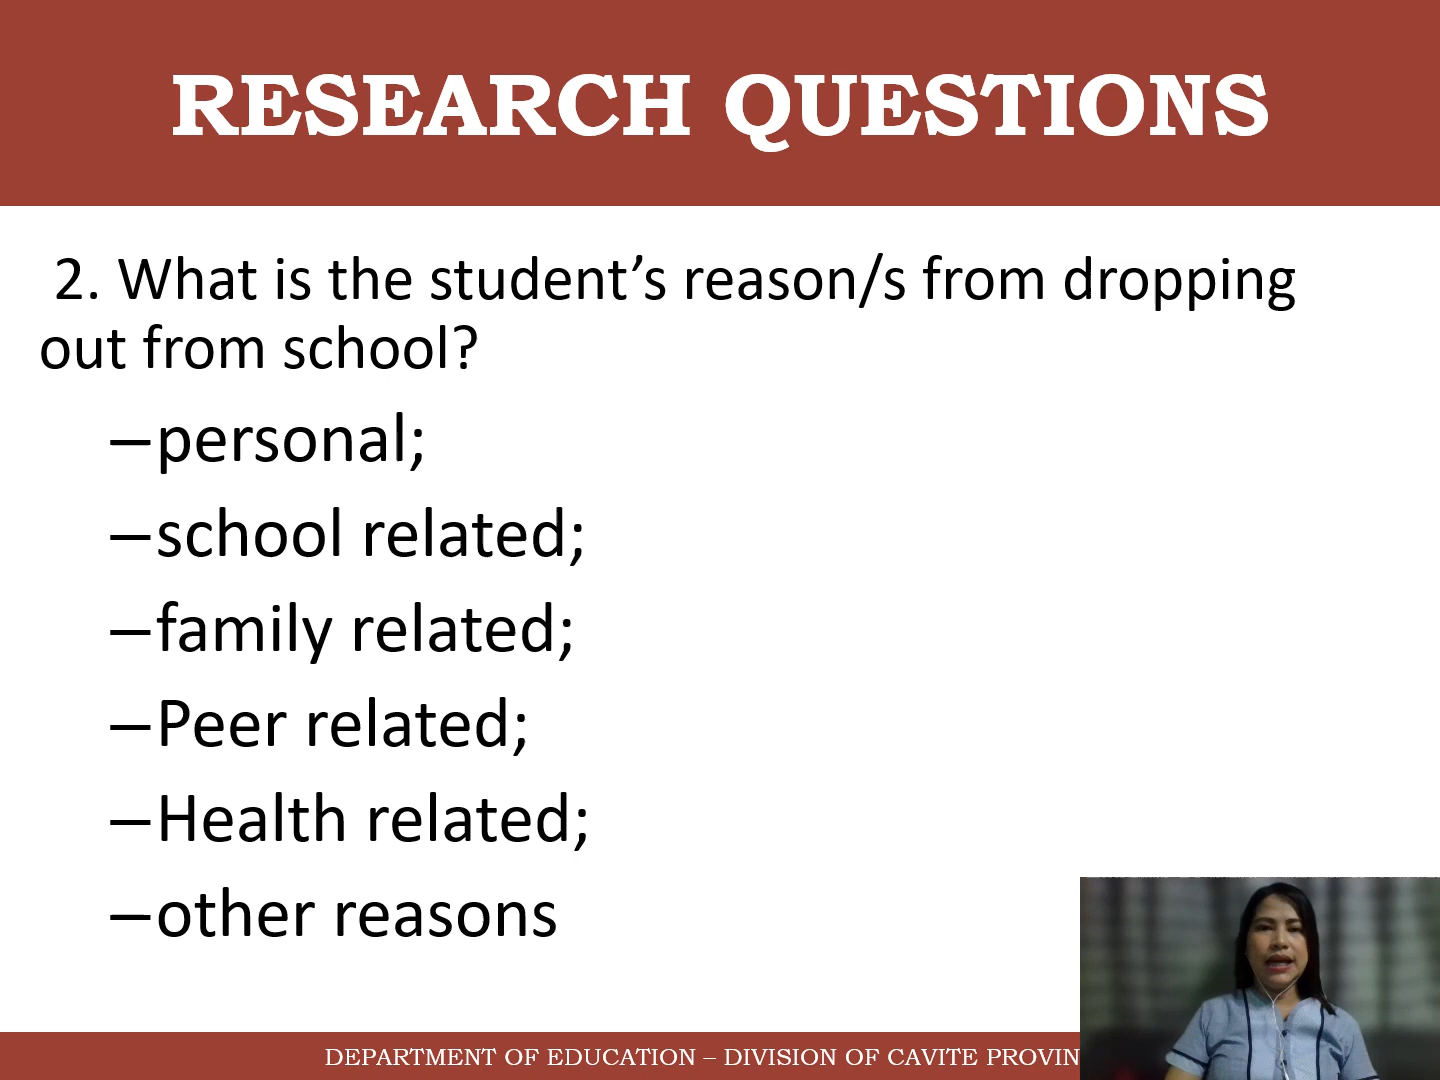 RESEARCH QUESTIONS
2. What is the student’s reason/s from dropping
out from school?
–personal;
–school related;
–family related;
–Peer related;
–Health related;
–other reasons
DEPARTMENT OF EDUCATION – DIVISION OF CAVITE PROVIN